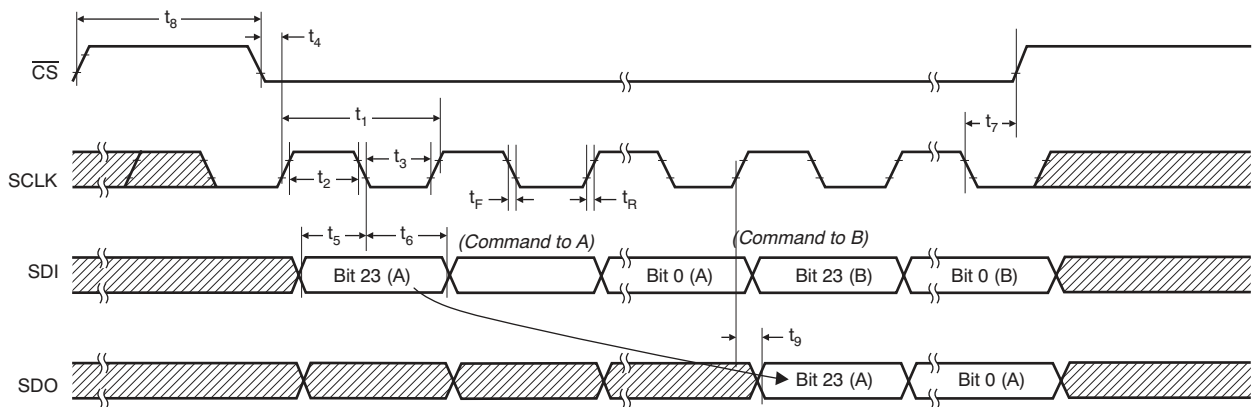 t8
t4
CS
t1
t7
t3
SCLK
t2
tF
tR
t5
t6
(Command to A)
(Command to B)
SDI
Bit 23 (A)
Bit 0 (A)
Bit 23 (B)
Bit 0 (B)
t9
SDO
Bit 23 (A)
Bit 0 (A)